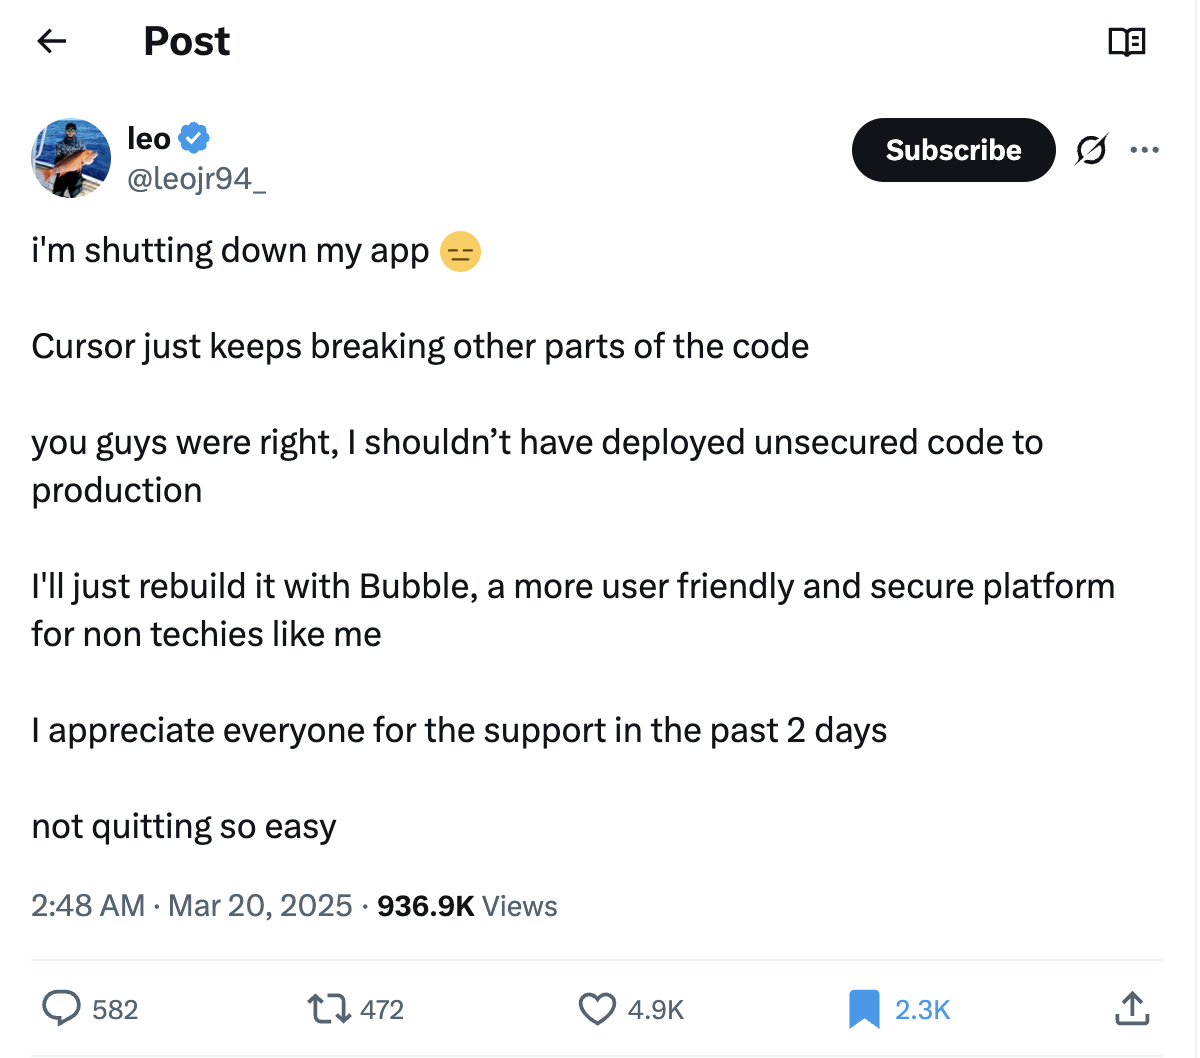 Post
leo
@leojr94_
Subscribe
i'm shutting down my app 😑
Cursor just keeps breaking other parts of the code
you guys were right, I shouldn’t have deployed unsecured code to
production
I'll just rebuild it with Bubble, a more user friendly and secure platform
for non techies like me
I appreciate everyone for the support in the past 2 days
not quitting so easy
2:48 AM · Mar 20, 2025 · 936.9K Views
582 472 4.9K 2.3K